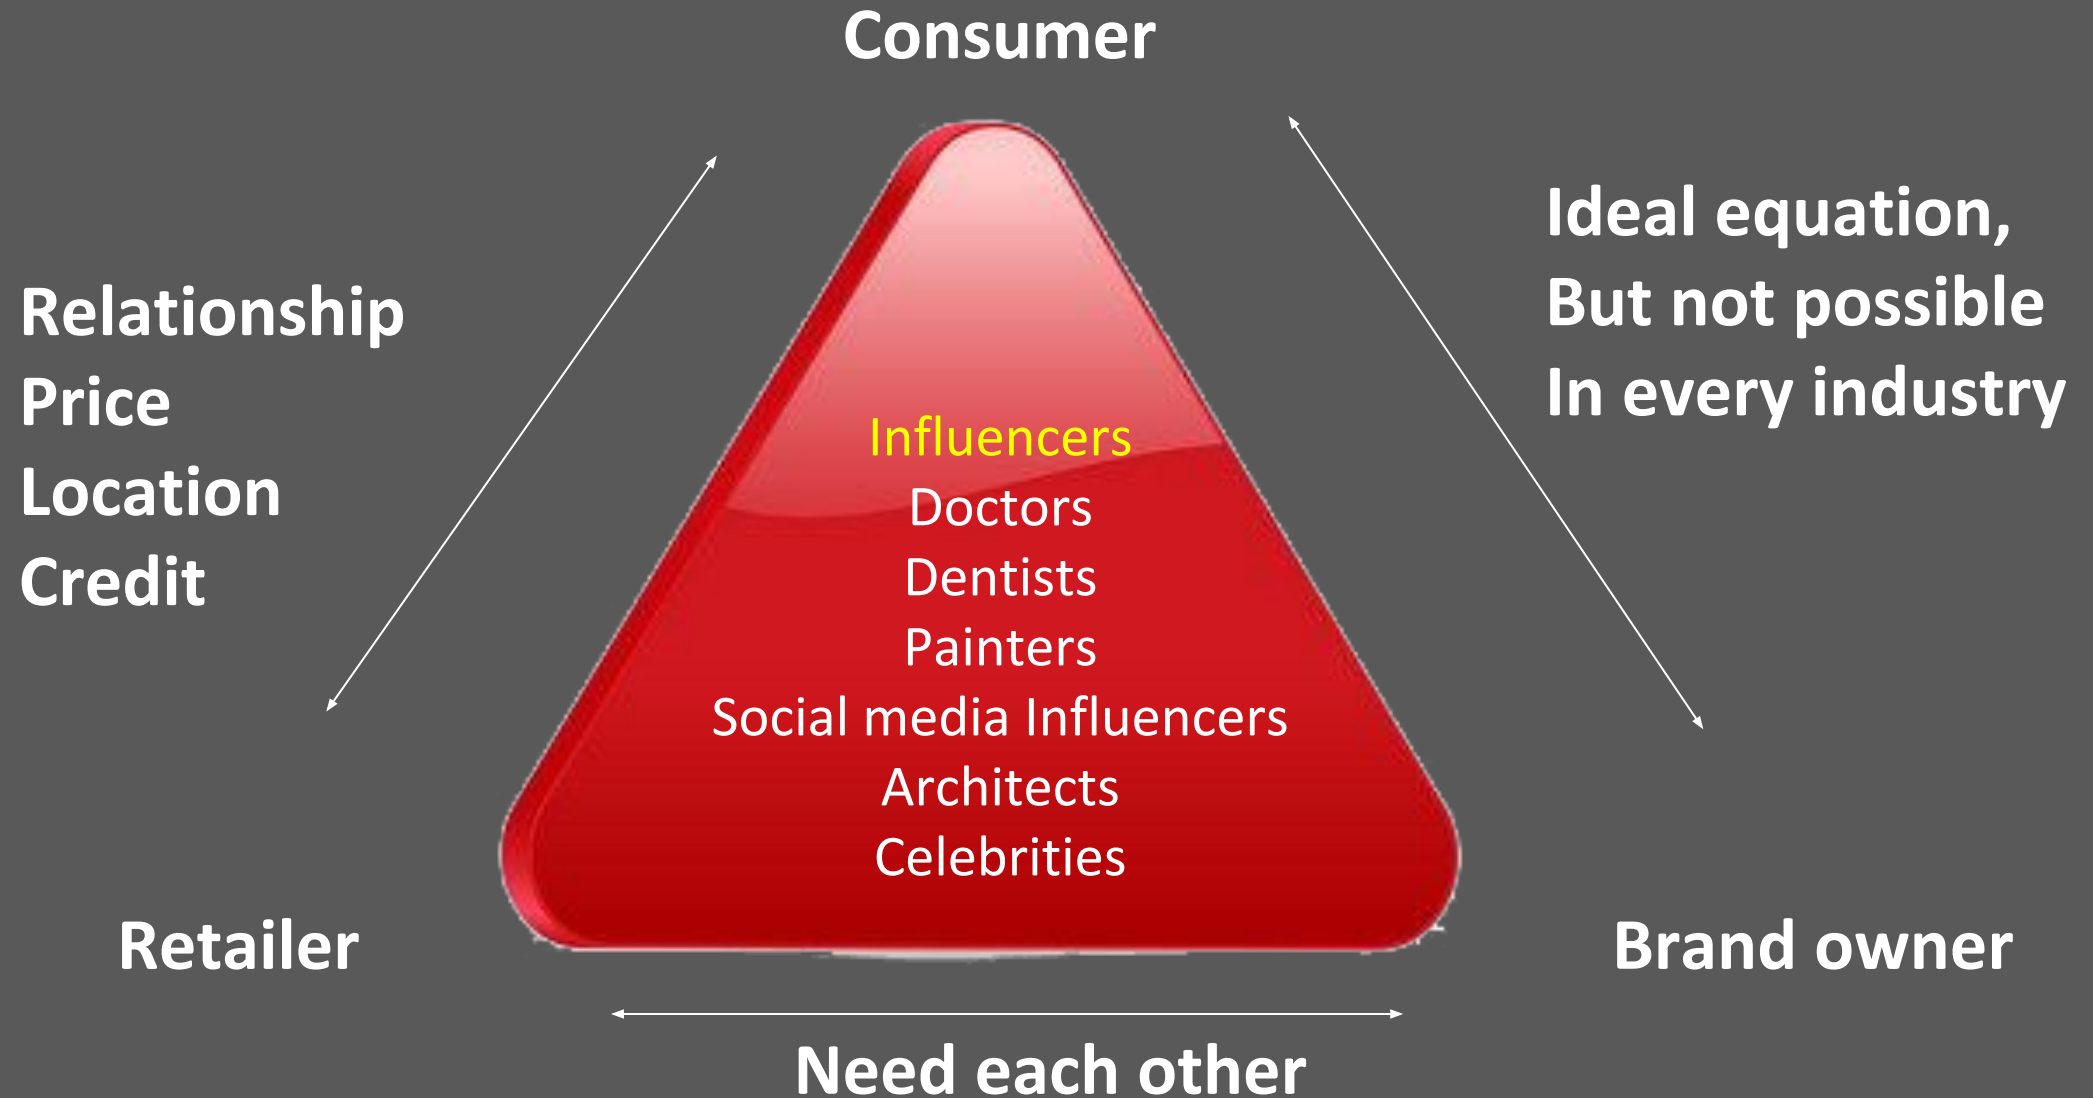 Consumer
Relationship
Price
Location
Credit
Ideal equation,
But not possible
In every industry
Influencers
Doctors
Dentists
Painters
Social media Influencers
Architects
Celebrities
Retailer
Brand owner
Need each other